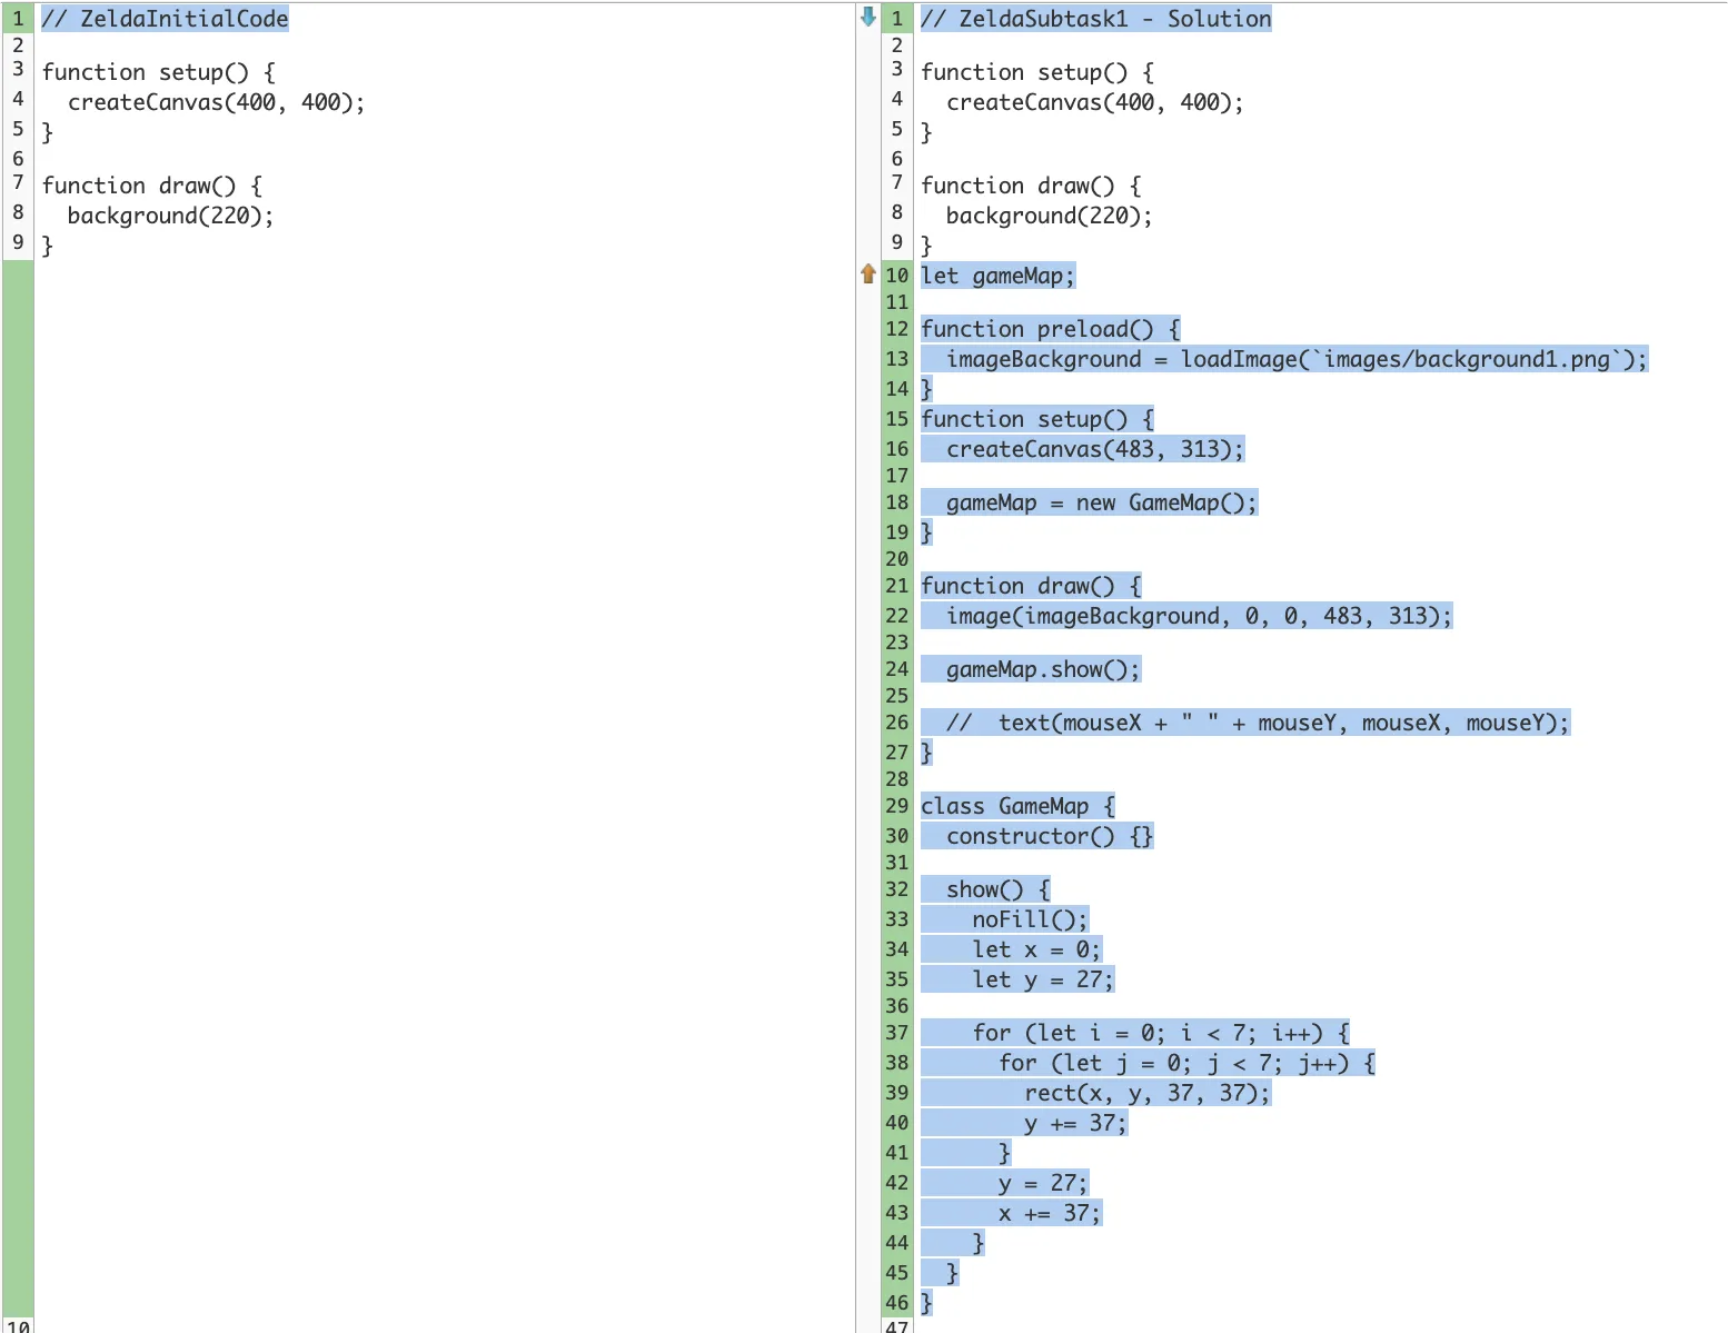 1 // ZeldaInitialCode
2
3 function setup() {
4   createCanvas(400, 400);
5 }
6
7 function draw() {
8   background(220);
9 }
10
1 // ZeldaSubtask1 - Solution
2
3 function setup() {
4   createCanvas(400, 400);
5 }
6
7 function draw() {
8   background(220);
9 }
10 let gameMap;
11
12 function preload() {
13   imageBackground = loadImage(`images/background1.png`);
14 }
15 function setup() {
16   createCanvas(483, 313);
17
18   gameMap = new GameMap();
19 }
20
21 function draw() {
22   image(imageBackground, 0, 0, 483, 313);
23
24   gameMap.show();
25
26   //  text(mouseX + " " + mouseY, mouseX, mouseY);
27 }
28
29 class GameMap {
30   constructor() {}
31
32   show() {
33     noFill();
34     let x = 0;
35     let y = 27;
36
37     for (let i = 0; i < 7; i++) {
38       for (let j = 0; j < 7; j++) {
39         rect(x, y, 37, 37);
40         y += 37;
41       }
42       y = 27;
43       x += 37;
44     }
45   }
46 }
47